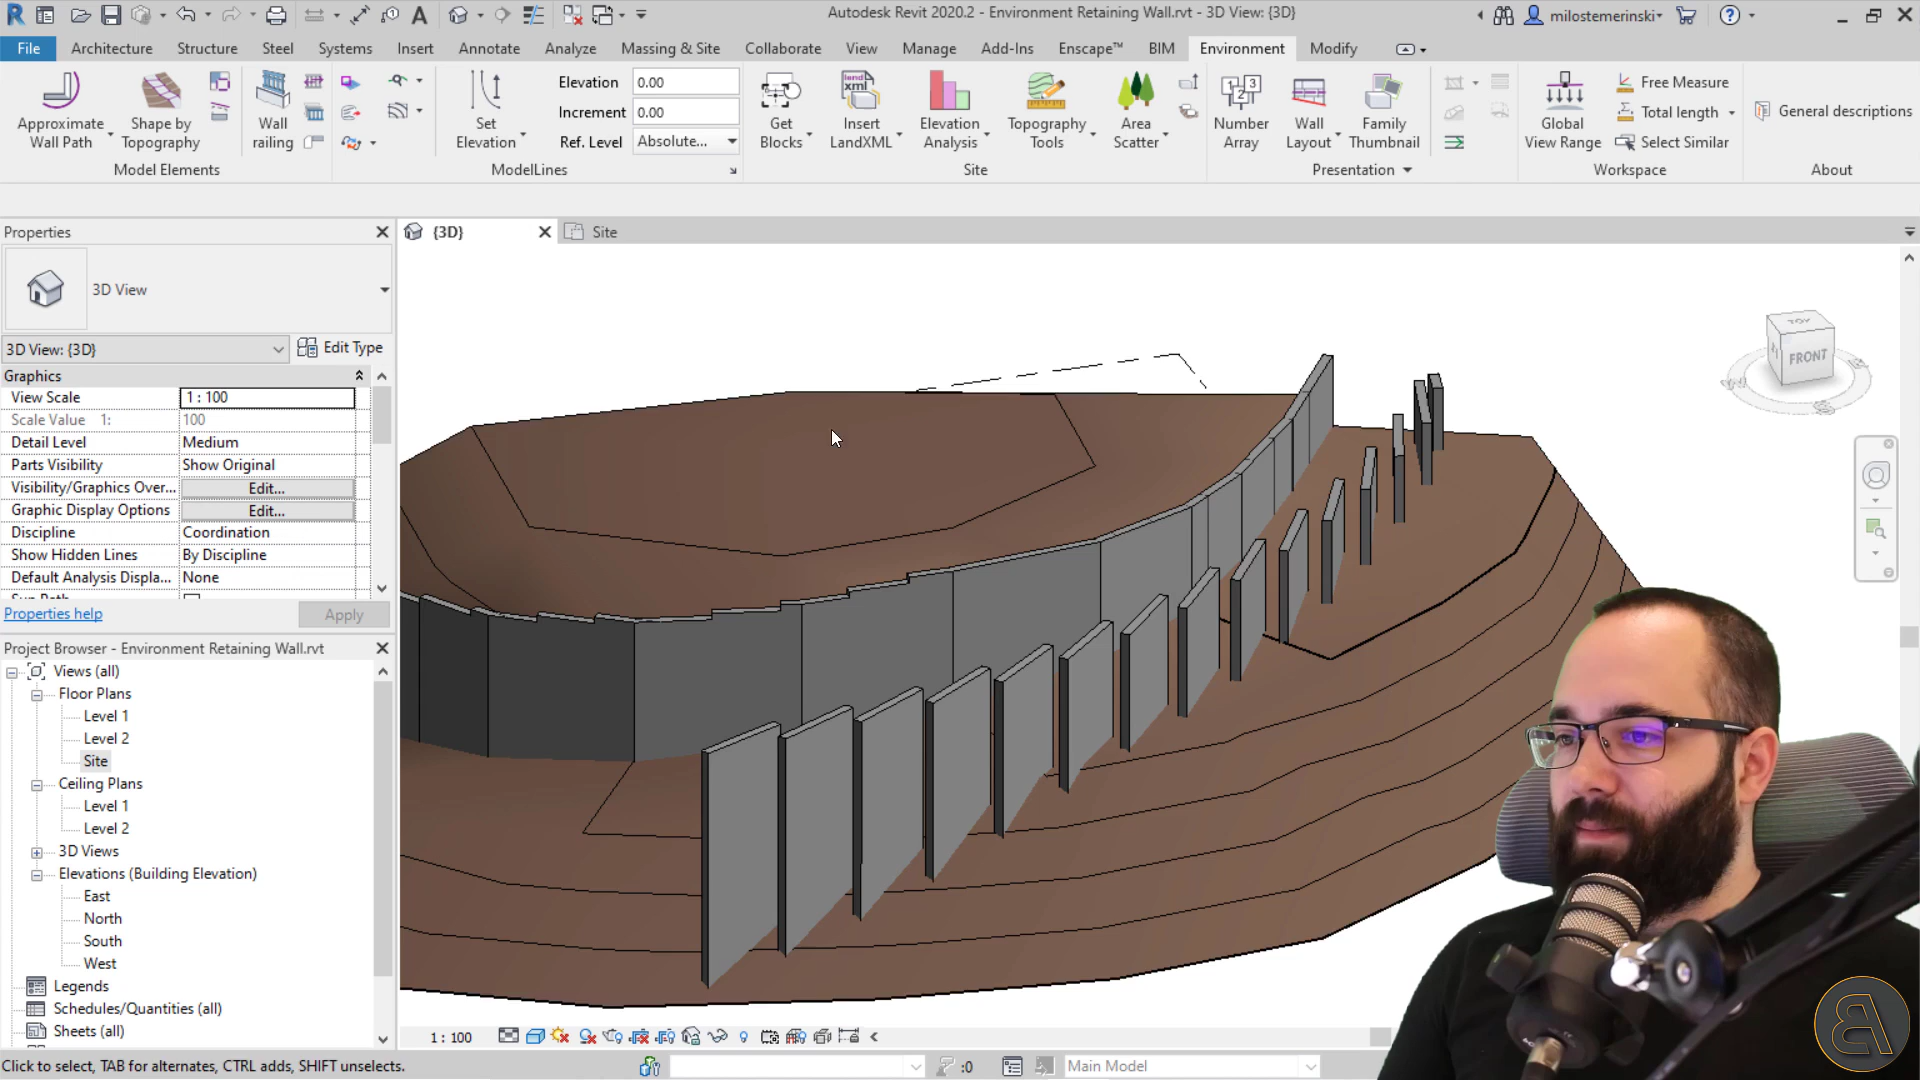 Autodesk Revit 2020.2 - Environment Retaining Wall.rvt - 3D View: {3D}
milostemerinski
File Architecture Structure Steel Systems Insert Annotate Analyze Massing & Site Collaborate View Manage Add-Ins Enscape™ BIM Environment Modify
Approximate Wall Path
Shape by Topography
Wall railing
Model Elements
Set Elevation
Elevation 0.00
Increment 0.00
Ref. Level Absolute...
ModelLines
Get Blocks
Insert LandXML
Elevation Analysis
Topography Tools
Area Scatter
Site
Number Array
Wall Layout
Family Thumbnail
Presentation
Global View Range
Free Measure
Total length
Select Similar
Workspace
General descriptions
About
Properties
3D View
3D View: {3D}
Edit Type
Graphics
View Scale 1 : 100
Scale Value 1: 100
Detail Level Medium
Parts Visibility Show Original
Visibility/Graphics Over... Edit...
Graphic Display Options Edit...
Discipline Coordination
Show Hidden Lines By Discipline
Default Analysis Displa... None
Sun Path
Properties help
Apply
Project Browser - Environment Retaining Wall.rvt
Views (all)
Floor Plans
Level 1
Level 2
Site
Ceiling Plans
Level 1
Level 2
3D Views
Elevations (Building Elevation)
East
North
South
West
Legends
Schedules/Quantities (all)
Sheets (all)
{3D}
Site
TOP
FRONT
1 : 100
Click to select, TAB for alternates, CTRL adds, SHIFT unselects.
:0
Main Model